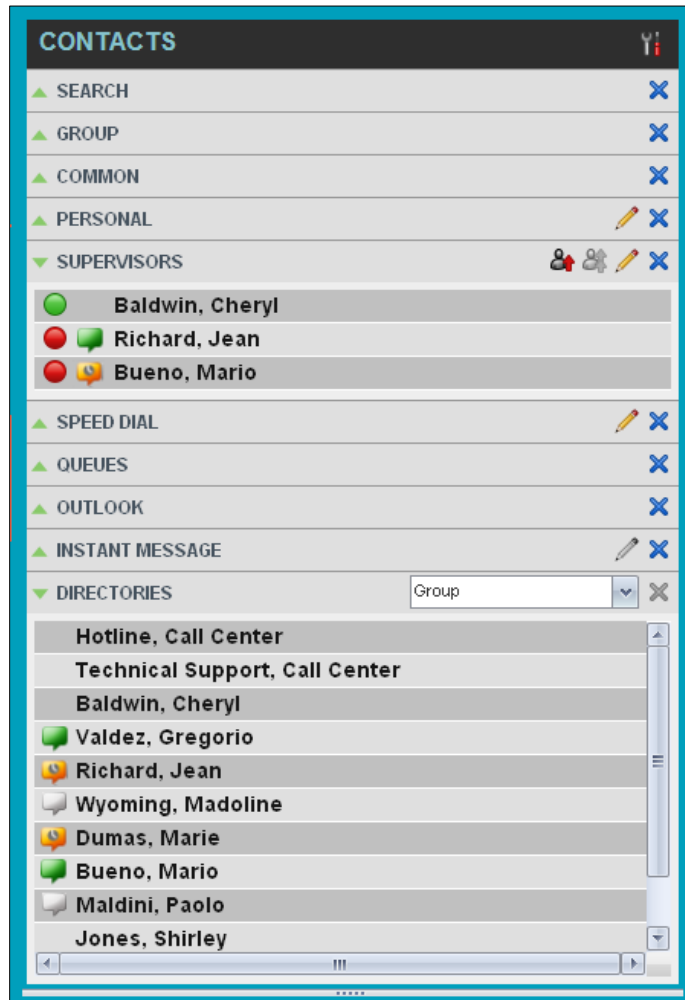 CONTACTS
SEARCH
GROUP
COMMON
PERSONAL
SUPERVISORS
Baldwin, Cheryl
Richard, Jean
Bueno, Mario
SPEED DIAL
QUEUES
OUTLOOK
INSTANT MESSAGE
DIRECTORIES Group
Hotline, Call Center
Technical Support, Call Center
Baldwin, Cheryl
Valdez, Gregorio
Richard, Jean
Wyoming, Madoline
Dumas, Marie
Bueno, Mario
Maldini, Paolo
Jones, Shirley